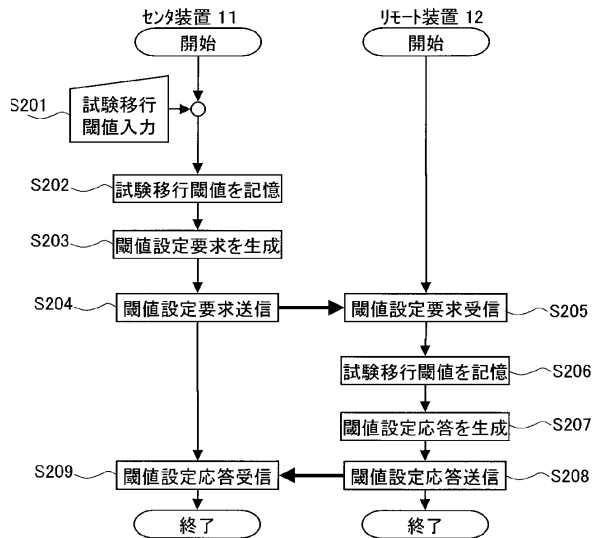 センタ装置 11
リモート装置 12
開始
開始
S201
試験移行
閾値入力
S202
試験移行閾値を記憶
S203
閾値設定要求を生成
S204
閾値設定要求送信
閾値設定要求受信
S205
試験移行閾値を記憶
S206
閾値設定応答を生成
S207
S209
閾値設定応答受信
閾値設定応答送信
S208
終了
終了